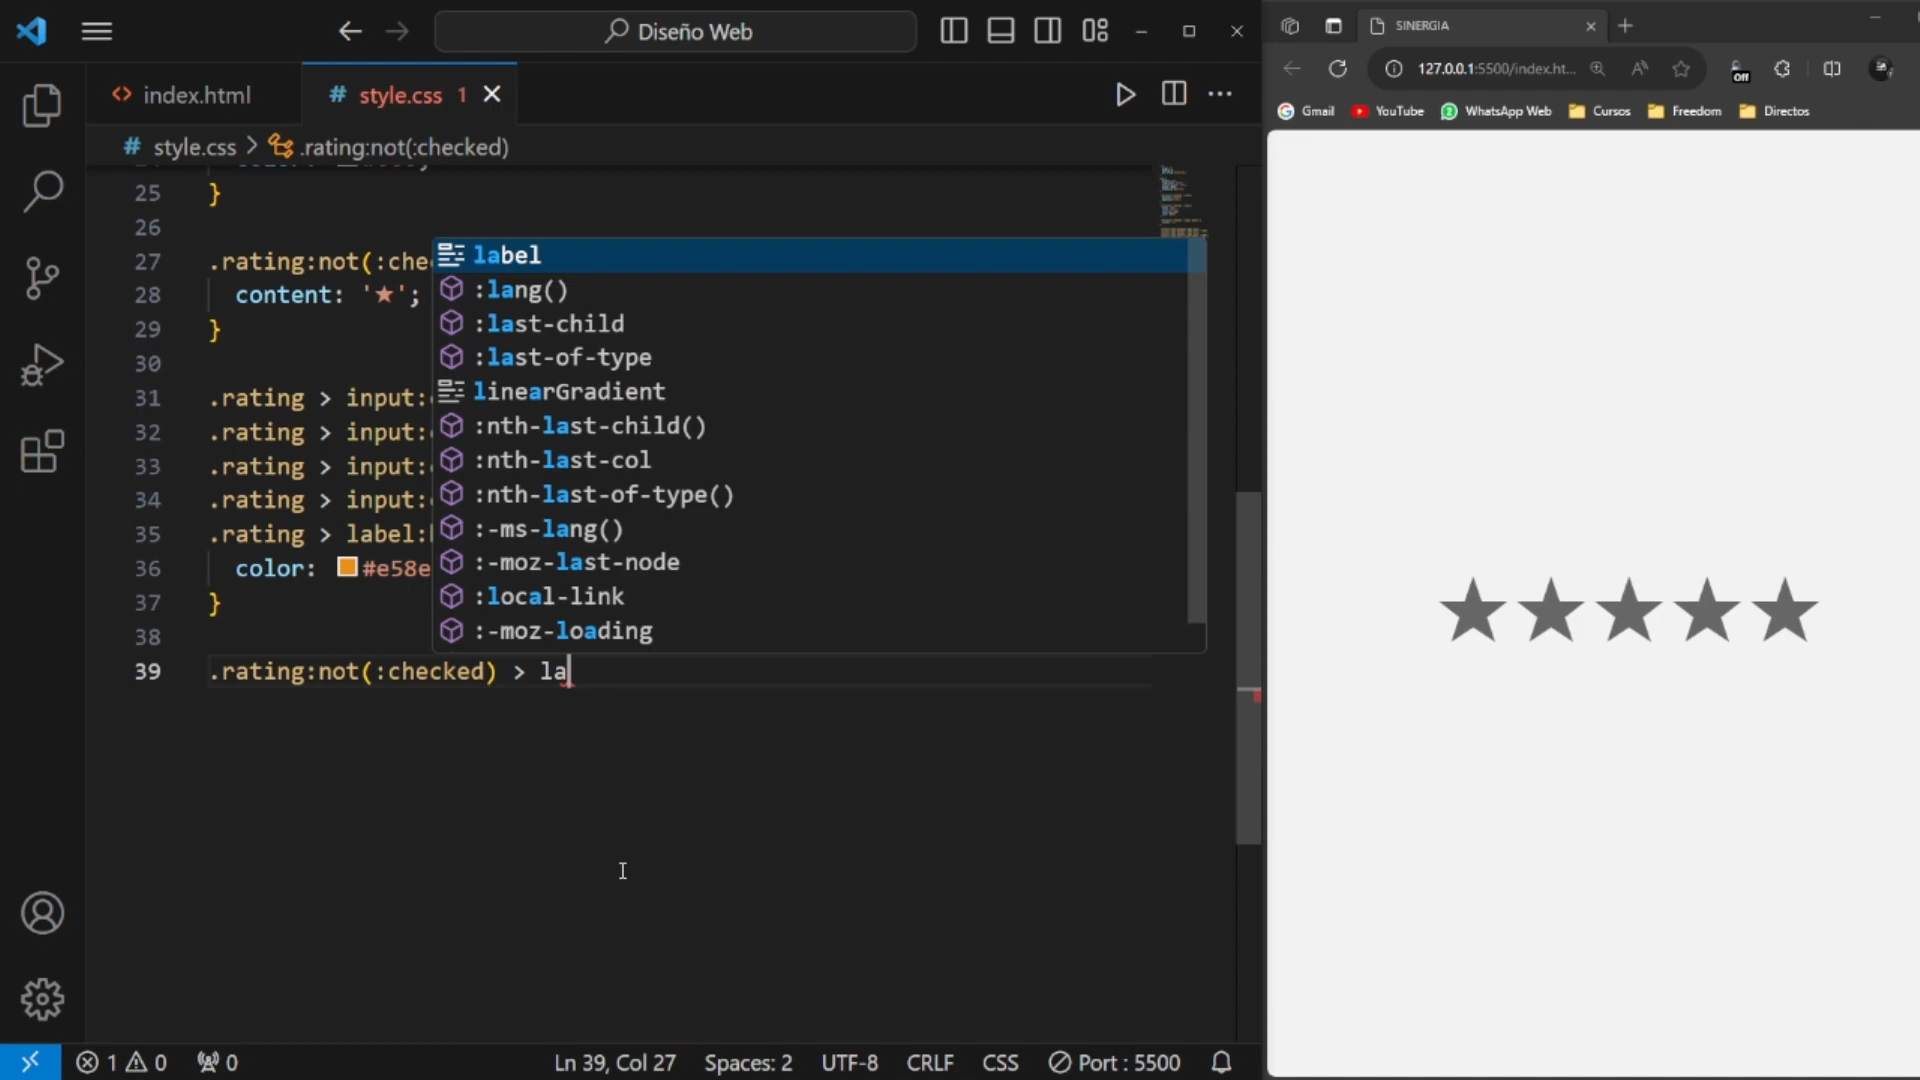 Diseño Web
index.html
# style.css 1
# style.css > .rating:not(:checked)
25 }
26
27 .rating:not(:che
28 content: '★';
29 }
30
31 .rating > input:
32 .rating > input:
33 .rating > input:
34 .rating > input:
35 .rating > label:
36 color: #e58e
37 }
38
39 .rating:not(:checked) > la
label
:lang()
:last-child
:last-of-type
linearGradient
:nth-last-child()
:nth-last-col
:nth-last-of-type()
:-ms-lang()
:-moz-last-node
:local-link
:-moz-loading
1 0 0 Ln 39, Col 27 Spaces: 2 UTF-8 CRLF CSS Port : 5500
SINERGIA
127.0.0.1:5500/index.ht...
Off
Gmail YouTube WhatsApp Web Cursos Freedom Directos
★★★★★